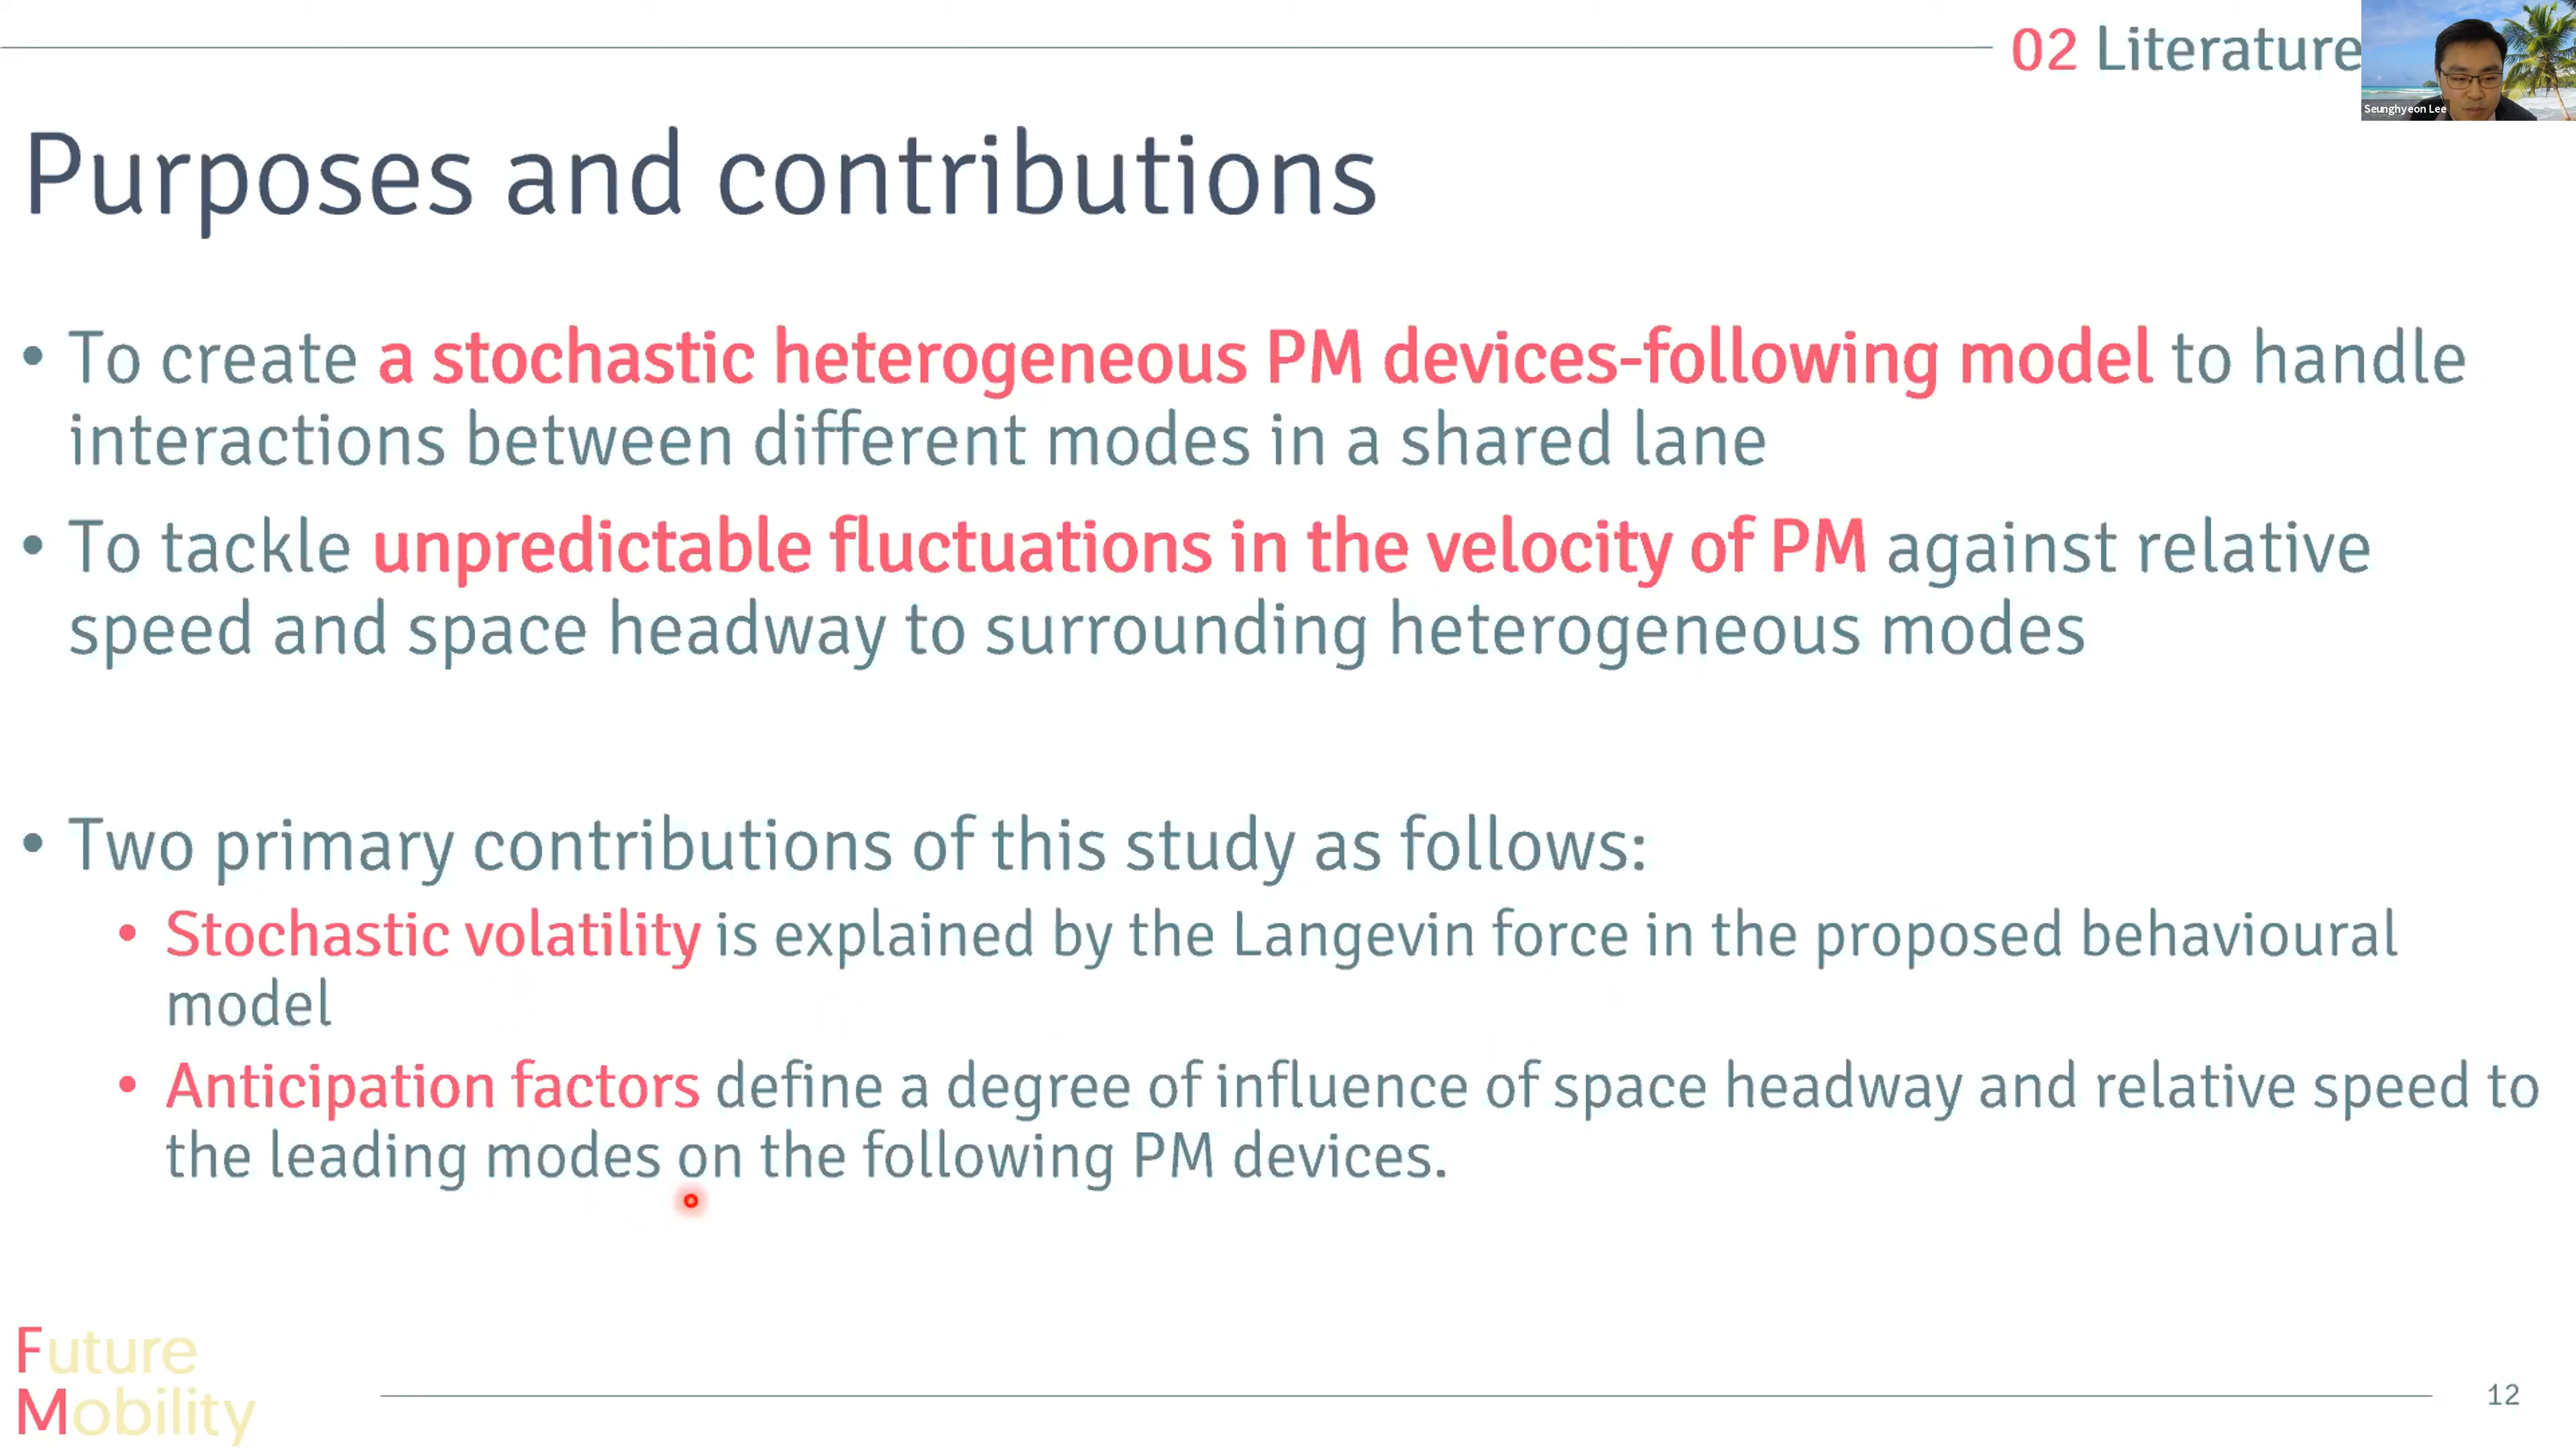 02 Literature
Seunghyeon Lee
Purposes and contributions
• To create a stochastic heterogeneous PM devices-following model to handle
interactions between different modes in a shared lane
• To tackle unpredictable fluctuations in the velocity of PM against relative
speed and space headway to surrounding heterogeneous modes
• Two primary contributions of this study as follows:
• Stochastic volatility is explained by the Langevin force in the proposed behavioural
model
• Anticipation factors define a degree of influence of space headway and relative speed to
the leading modes on the following PM devices.
Future
Mobility
12